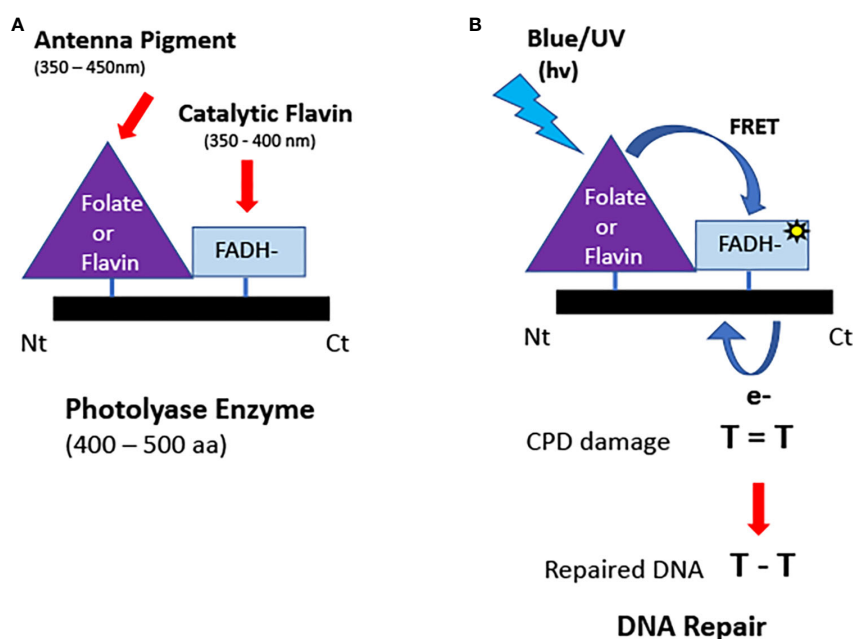 A
Antenna Pigment
(350 – 450nm)
Catalytic Flavin
(350 - 400 nm)
Folate
or
Flavin
FADH-
Nt
Ct
Photolyase Enzyme
(400 – 500 aa)
B
Blue/UV
(hv)
FRET
Folate
or
Flavin
FADH-
Nt
Ct
e-
CPD damage T = T
Repaired DNA T - T
DNA Repair